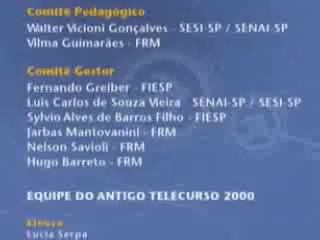 Comitê Pedagógico
Walter Vicioni Gonçalves - SESI-SP / SENAI-SP
Vilma Guimarães - FRM
Comitê Gestor
Fernando Greiber - FIESP
Luis Carlos de Souza Vieira - SENAI-SP / SESI-SP
Sylvio Alves de Barros Filho - FIESP
Jarbas Mantovanini - FRM
Nelson Savioli - FRM
Hugo Barreto - FRM
EQUIPE DO ANTIGO TELECURSO 2000
Elenco
Lucia Serpa